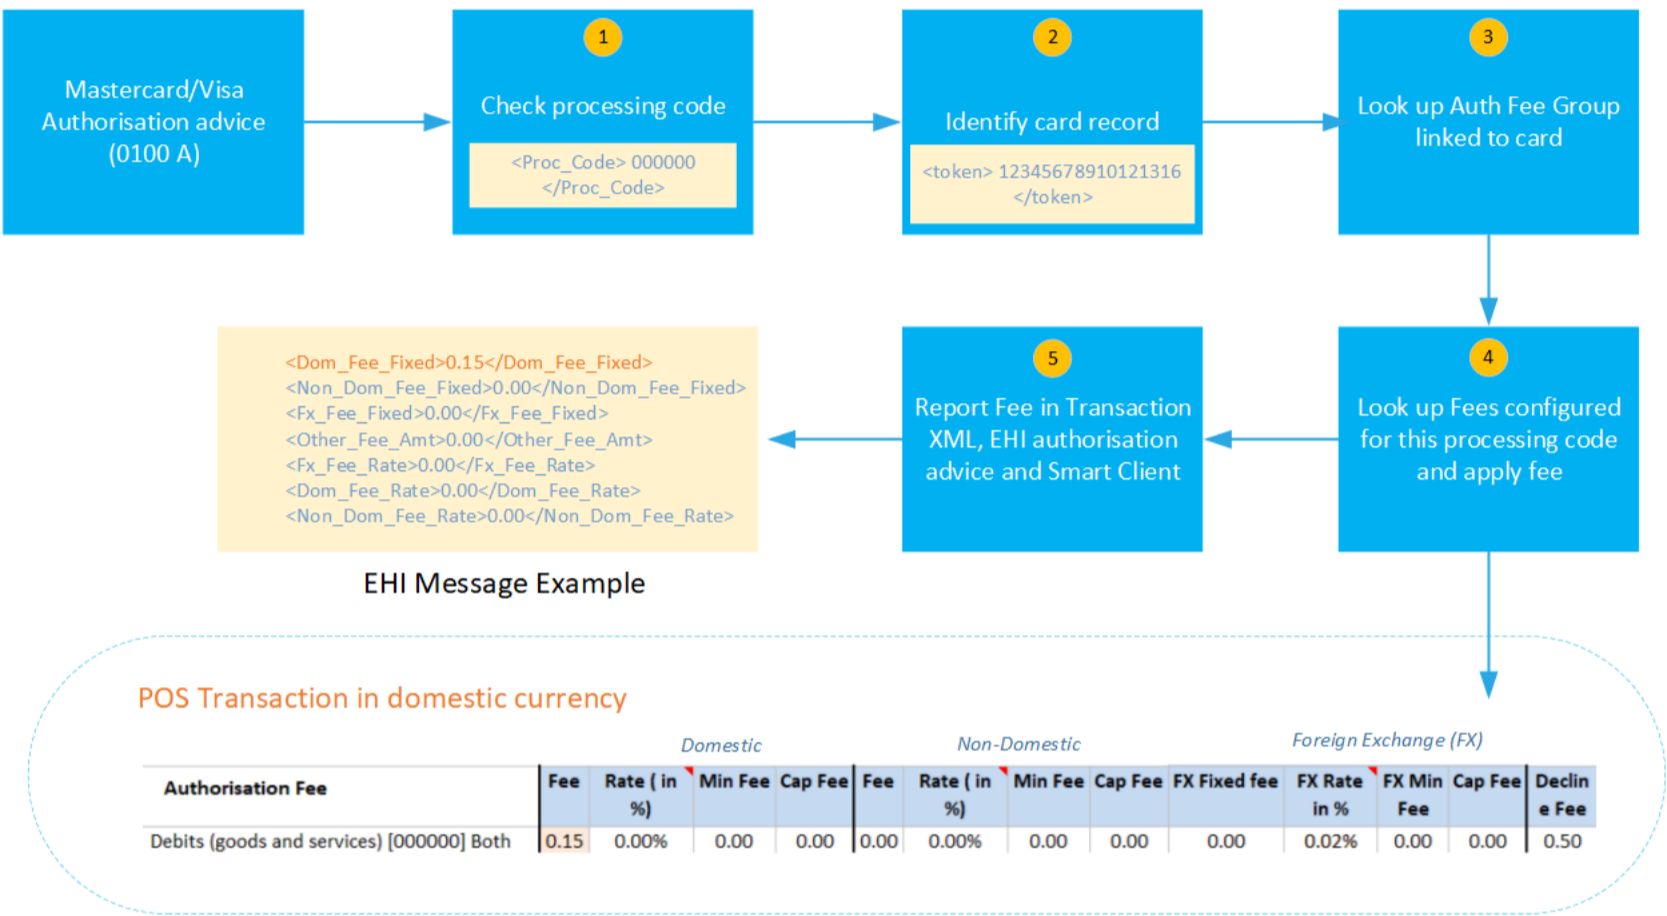 Mastercard/Visa
Authorisation advice
(0100 A)
1
Check processing code
<Proc_Code> 000000
</Proc_Code>
2
Identify card record
<token> 12345678910121316
</token>
3
Look up Auth Fee Group
linked to card
4
Look up Fees configured
for this processing code
and apply fee
5
Report Fee in Transaction
XML, EHI authorisation
advice and Smart Client
<Dom_Fee_Fixed>0.15</Dom_Fee_Fixed>
<Non_Dom_Fee_Fixed>0.00</Non_Dom_Fee_Fixed>
<Fx_Fee_Fixed>0.00</Fx_Fee_Fixed>
<Other_Fee_Amt>0.00</Other_Fee_Amt>
<Fx_Fee_Rate>0.00</Fx_Fee_Rate>
<Dom_Fee_Rate>0.00</Dom_Fee_Rate>
<Non_Dom_Fee_Rate>0.00</Non_Dom_Fee_Rate>
EHI Message Example
POS Transaction in domestic currency
Domestic Non-Domestic Foreign Exchange (FX)
Authorisation Fee Fee Rate ( in %) Min Fee Cap Fee Fee Rate ( in %) Min Fee Cap Fee FX Fixed fee FX Rate in % FX Min Fee Cap Fee Declin e Fee
Debits (goods and services) [000000] Both 0.15 0.00% 0.00 0.00 0.00 0.00% 0.00 0.00 0.00 0.02% 0.00 0.00 0.50